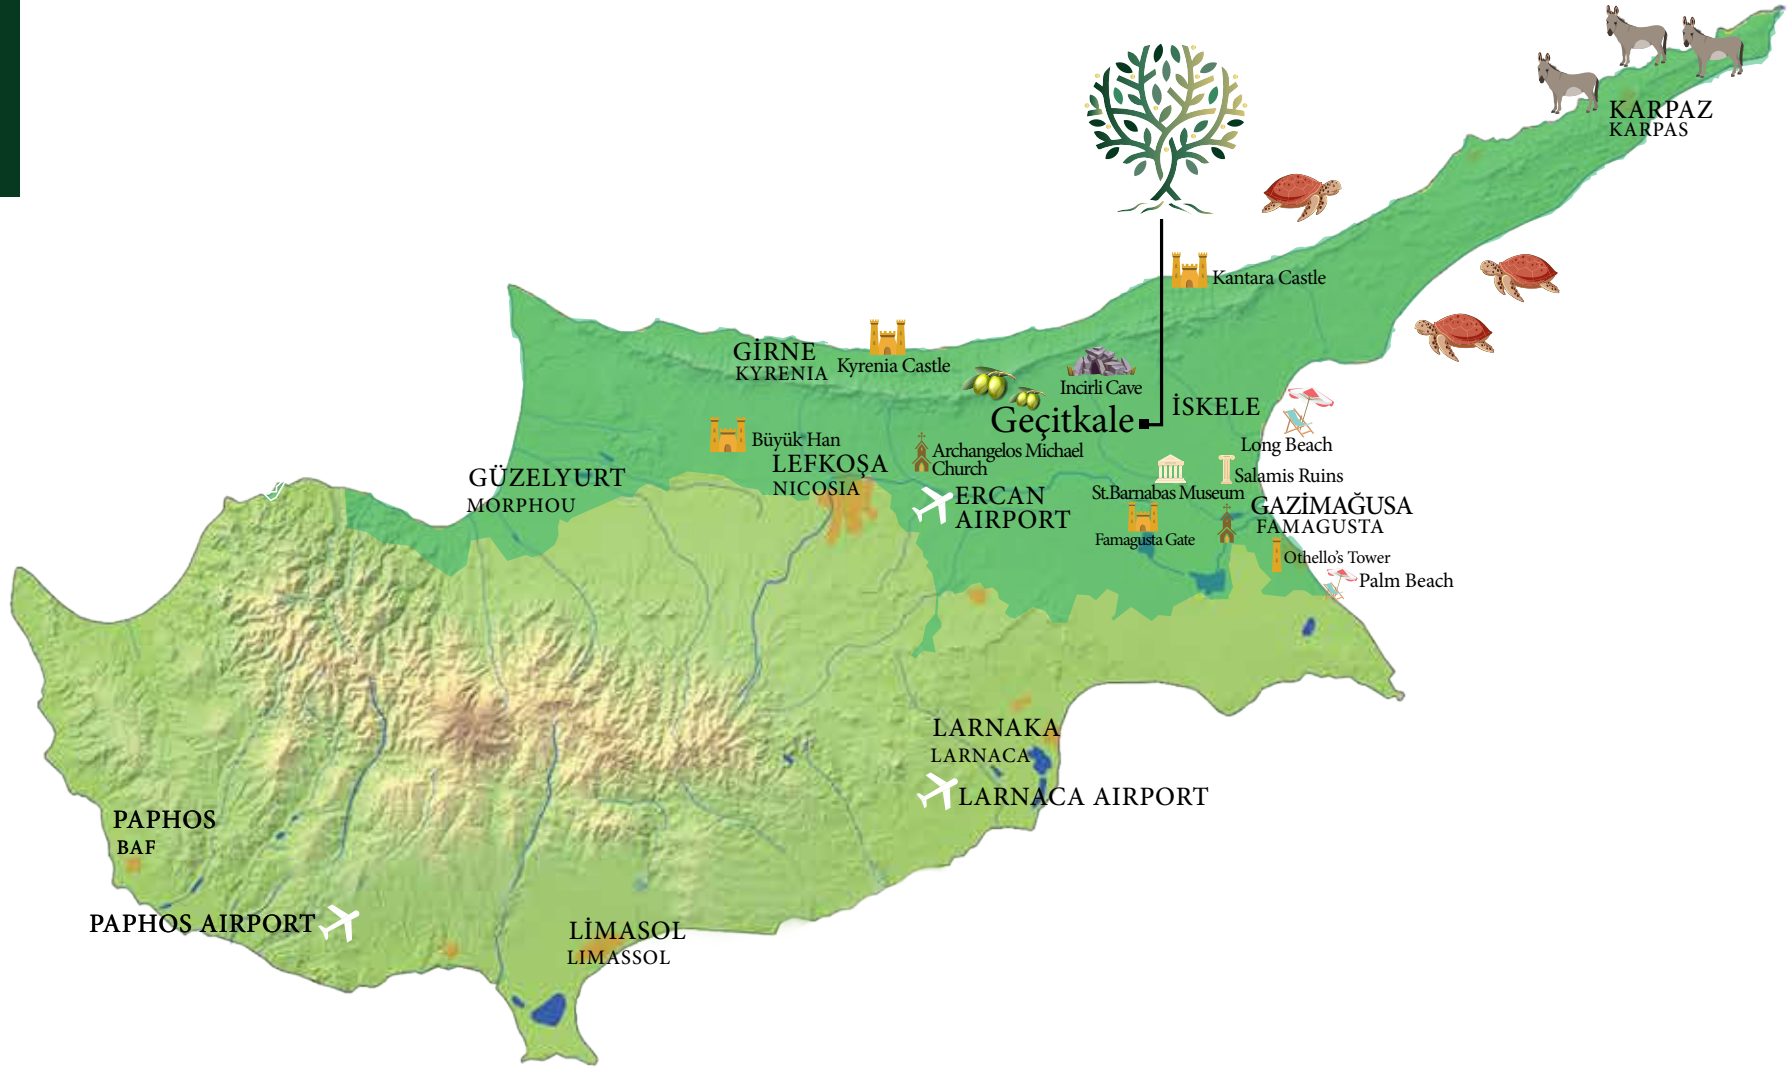 KARPAZ
KARPAS
Kantara Castle
GİRNE
KYRENIA
Kyrenia Castle
Incirli Cave
Geçitkale
İSKELE
Long Beach
Büyük Han
LEFKOŞA
NICOSIA
Archangelos Michael
Church
ERCAN
AIRPORT
GÜZELYURT
MORPHOU
Salamis Ruins
St.Barnabas Museum
GAZİMAĞUSA
FAMAGUSTA
Famagusta Gate
Othello's Tower
Palm Beach
LARNAKA
LARNACA
LARNACA AIRPORT
PAPHOS
BAF
PAPHOS AIRPORT
LİMASOL
LIMASSOL